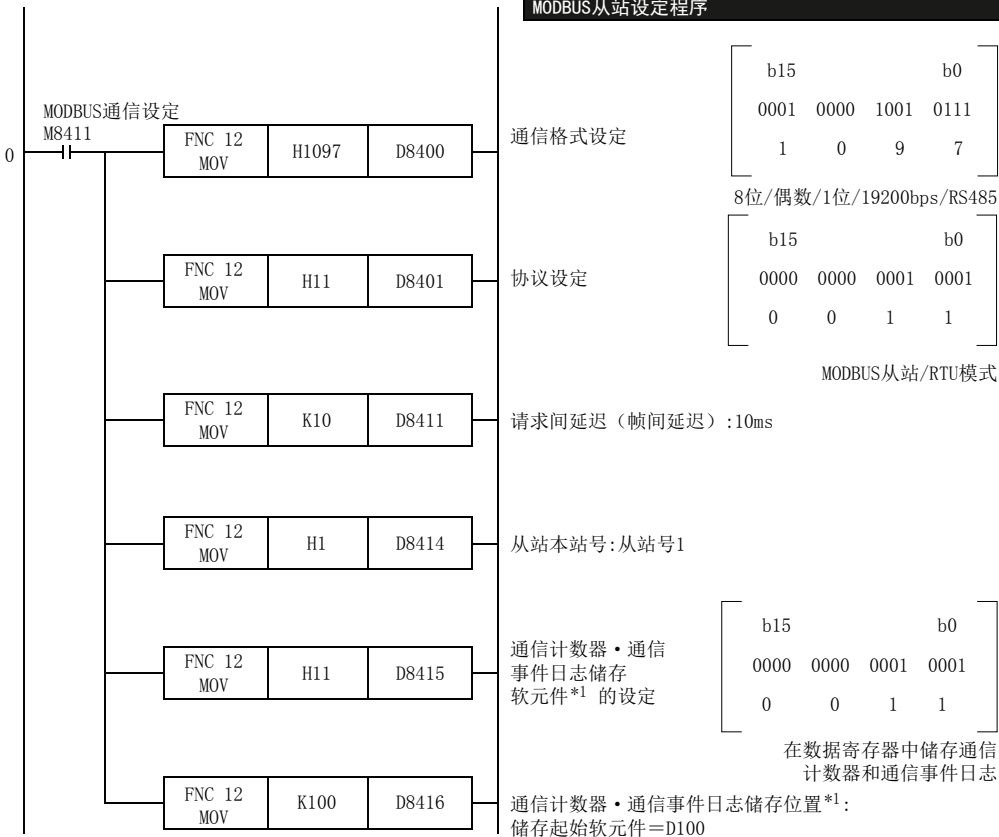 MODBUS从站设定程序
b15 b0
0001 0000 1001 0111
1 0 9 7
8位/偶数/1位/19200bps/RS485
MODBUS通信设定
M8411
0
FNC 12
MOV
H1097
D8400
通信格式设定
b15 b0
0000 0000 0001 0001
0 0 1 1
MODBUS从站/RTU模式
FNC 12
MOV
H11
D8401
协议设定
FNC 12
MOV
K10
D8411
请求间延迟（帧间延迟）:10ms
FNC 12
MOV
H1
D8414
从站本站号:从站号1
FNC 12
MOV
H11
D8415
通信计数器・通信
事件日志储存
软元件*1 的设定
b15 b0
0000 0000 0001 0001
0 0 1 1
在数据寄存器中储存通信
计数器和通信事件日志
FNC 12
MOV
K100
D8416
通信计数器・通信事件日志储存位置*1:
储存起始软元件＝D100